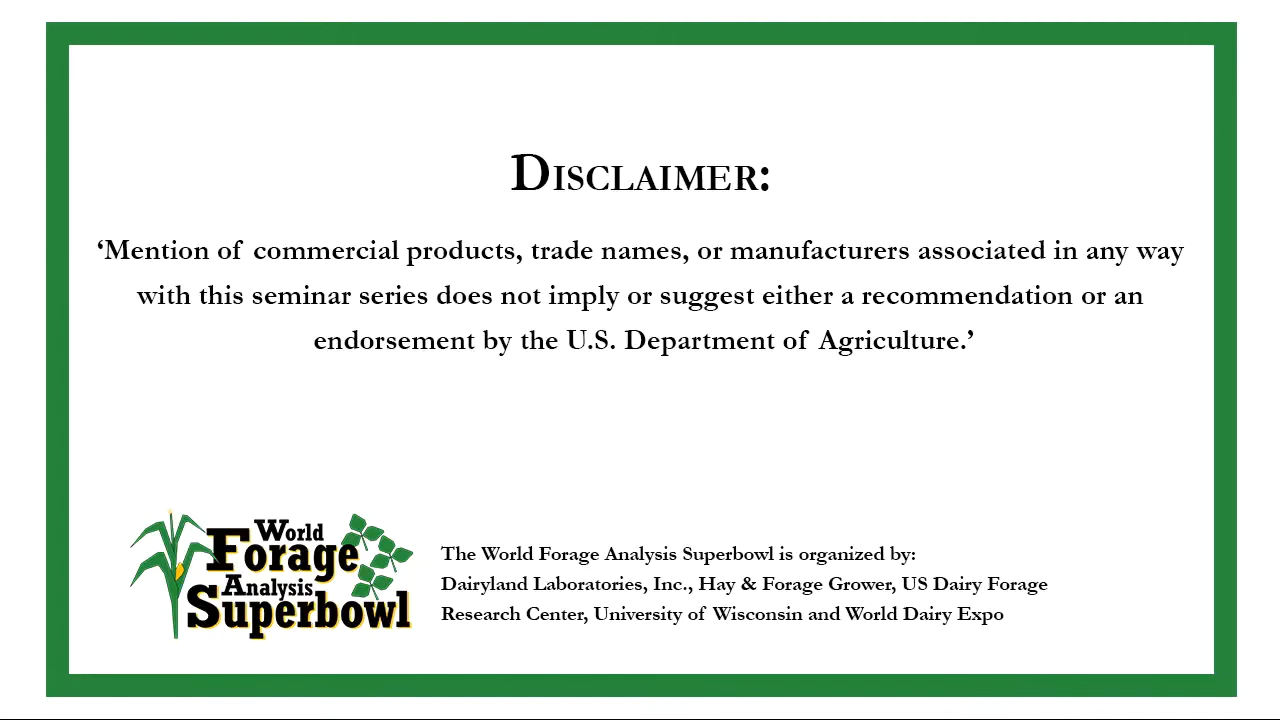 DISCLAIMER:
‘Mention of commercial products, trade names, or manufacturers associated in any way
with this seminar series does not imply or suggest either a recommendation or an
endorsement by the U.S. Department of Agriculture.’
World
Forage
Analysis
Superbowl
The World Forage Analysis Superbowl is organized by:
Dairyland Laboratories, Inc., Hay & Forage Grower, US Dairy Forage
Research Center, University of Wisconsin and World Dairy Expo